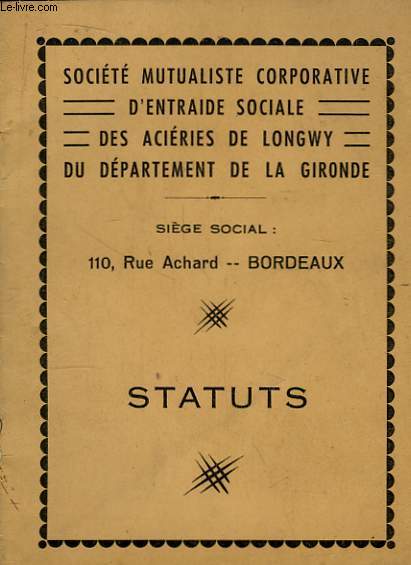 Le-livre.com
SOCIÉTÉ MUTUALISTE CORPORATIVE
D'ENTRAIDE SOCIALE
DES ACIÉRIES DE LONGWY
DU DÉPARTEMENT DE LA GIRONDE
SIÈGE SOCIAL :
110, Rue Achard -- BORDEAUX
STATUTS